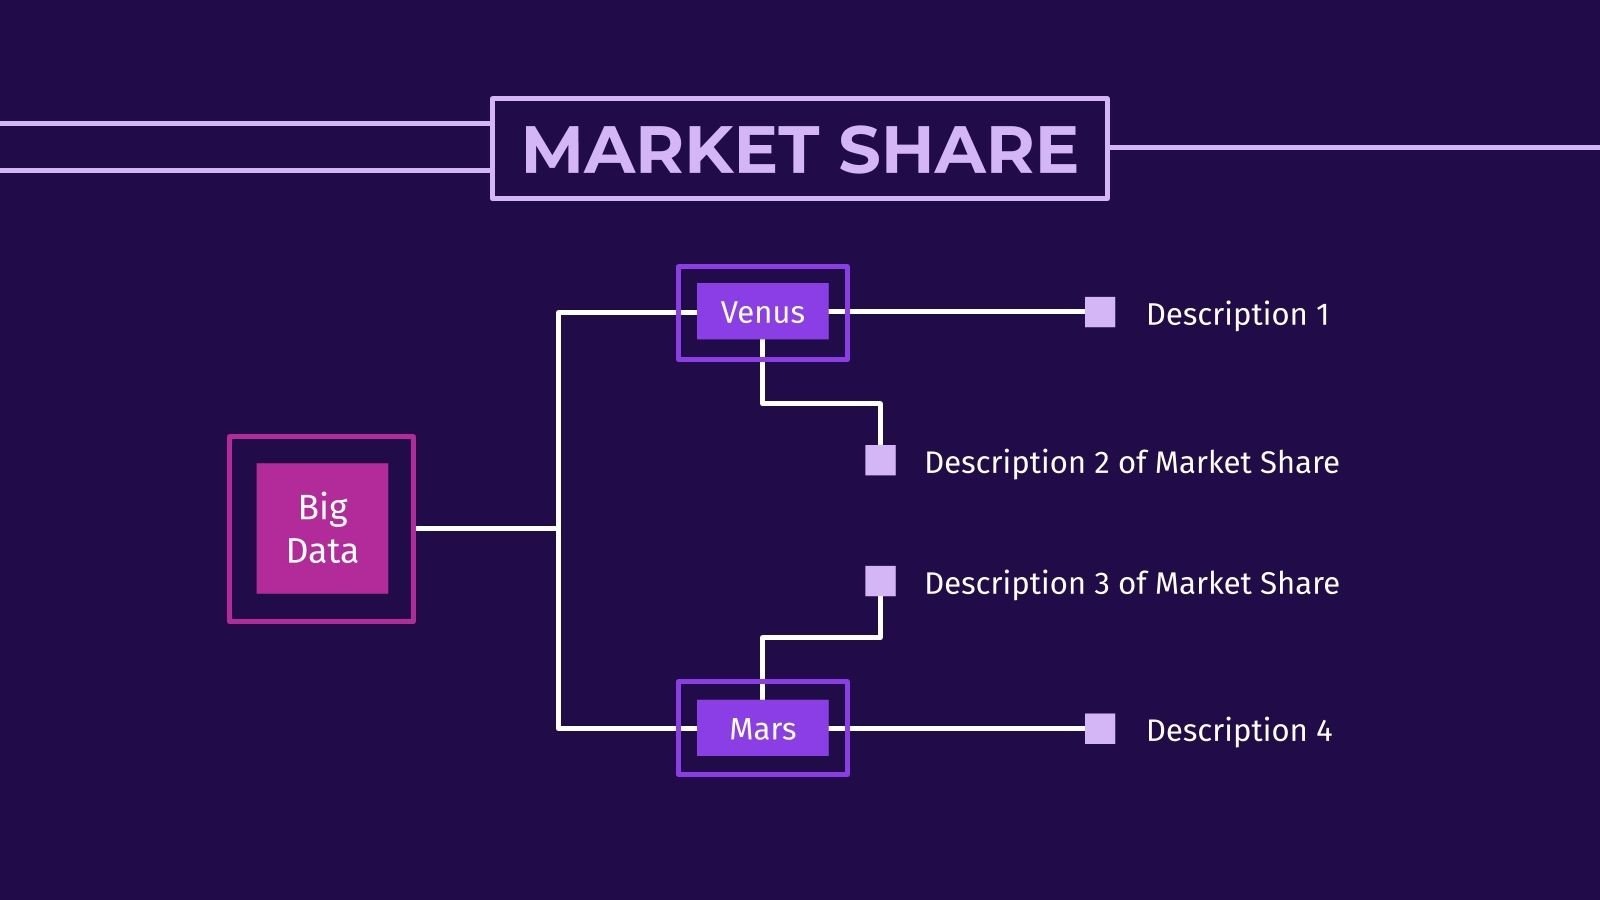 MARKET SHARE
Venus
Description 1
Description 2 of Market Share
Big
Data
Description 3 of Market Share
Mars
Description 4